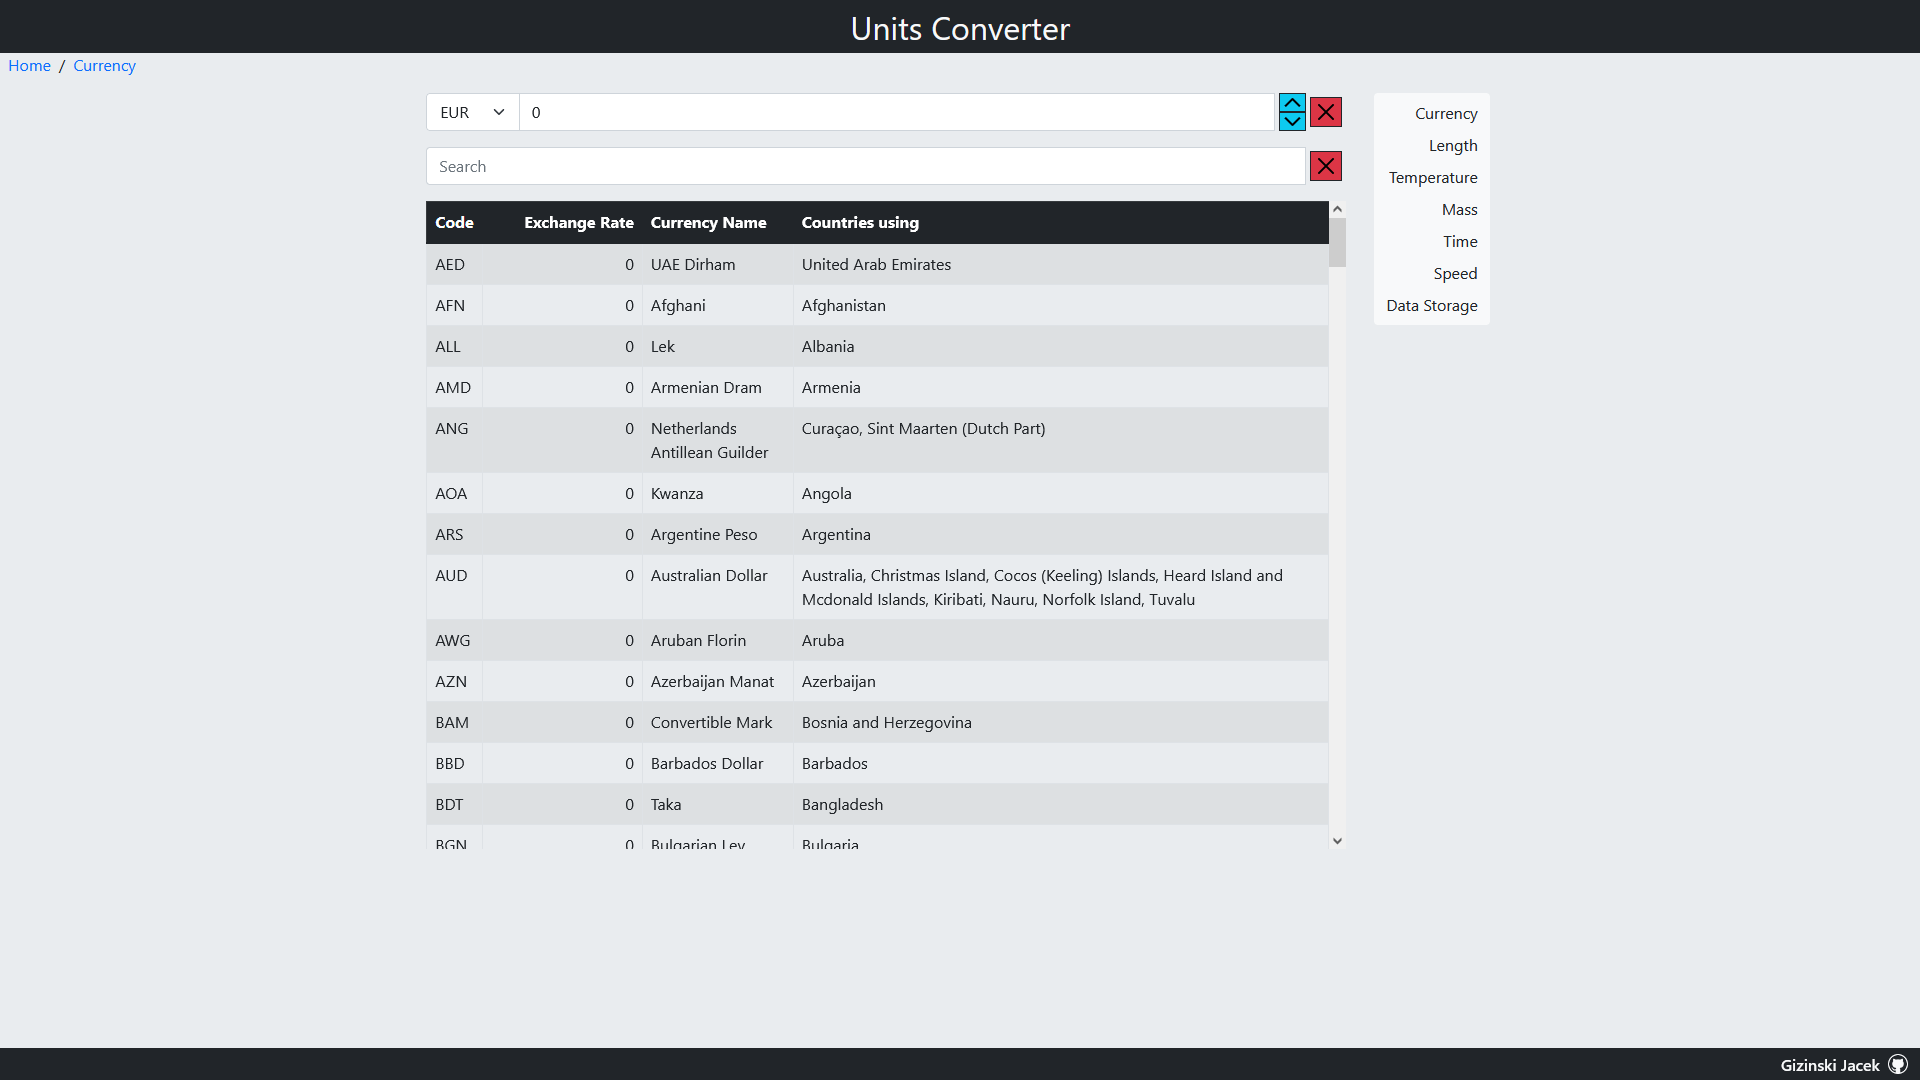 Units Converter
Home / Currency
EUR 0
Search
Code Exchange Rate Currency Name Countries using
AED 0 UAE Dirham United Arab Emirates
AFN 0 Afghani Afghanistan
ALL 0 Lek Albania
AMD 0 Armenian Dram Armenia
ANG 0 Netherlands Curaçao, Sint Maarten (Dutch Part)
Antillean Guilder
AOA 0 Kwanza Angola
ARS 0 Argentine Peso Argentina
AUD 0 Australian Dollar Australia, Christmas Island, Cocos (Keeling) Islands, Heard Island and
Mcdonald Islands, Kiribati, Nauru, Norfolk Island, Tuvalu
AWG 0 Aruban Florin Aruba
AZN 0 Azerbaijan Manat Azerbaijan
BAM 0 Convertible Mark Bosnia and Herzegovina
BBD 0 Barbados Dollar Barbados
BDT 0 Taka Bangladesh
BGN 0 Bulgarian Lev Bulgaria
Currency
Length
Temperature
Mass
Time
Speed
Data Storage
Gizinski Jacek